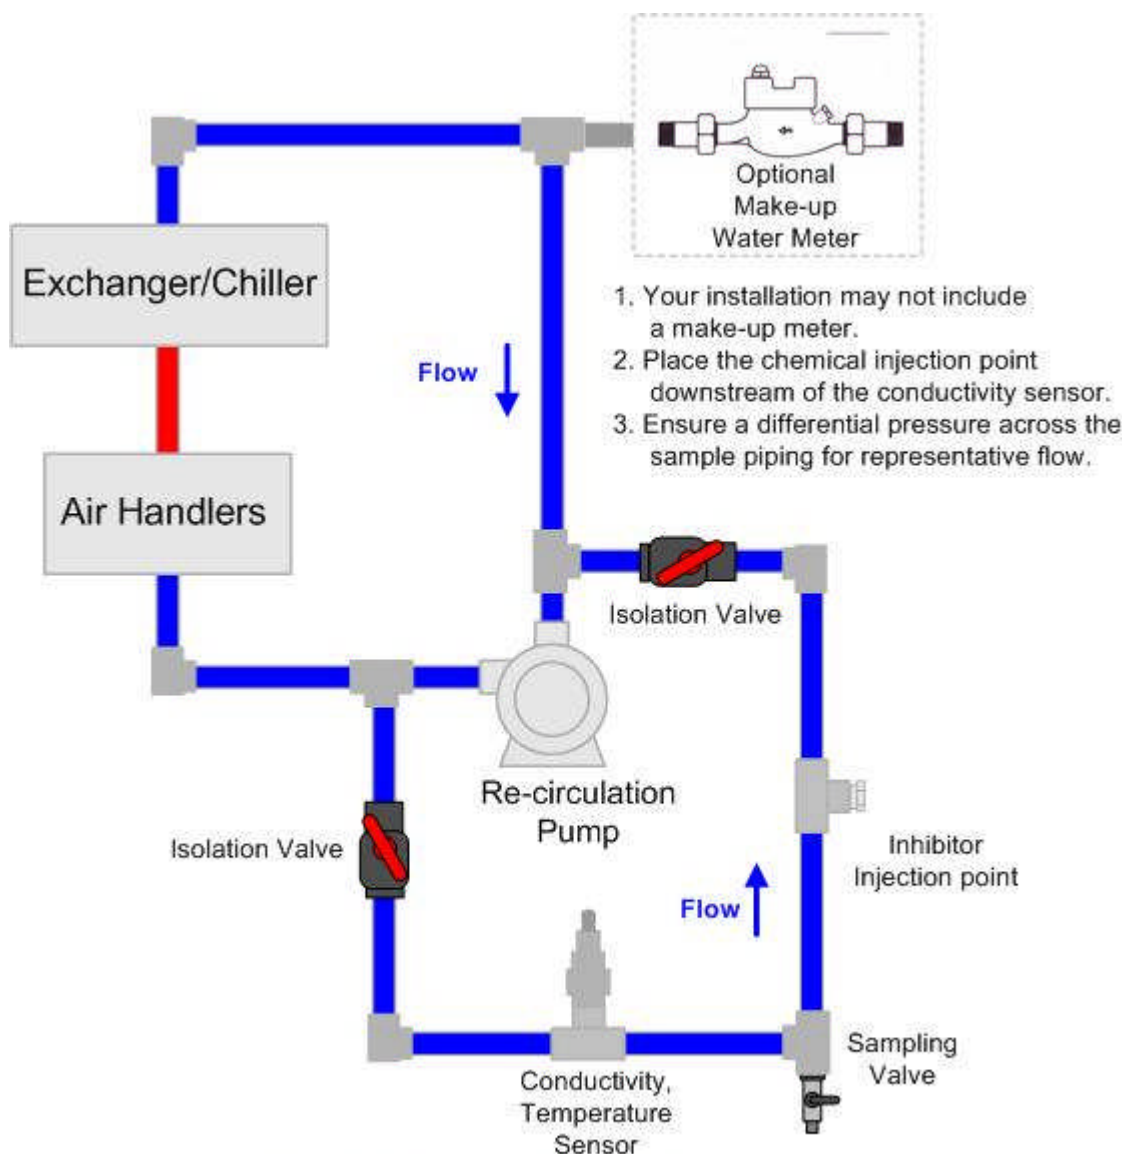 Optional
Make-up
Water Meter
Exchanger/Chiller
1. Your installation may not include
a make-up meter.
2. Place the chemical injection point
downstream of the conductivity sensor.
3. Ensure a differential pressure across the
sample piping for representative flow.
Flow
Air Handlers
Isolation Valve
Re-circulation
Pump
Isolation Valve
Inhibitor
Injection point
Flow
Sampling
Valve
Conductivity,
Temperature
Sensor